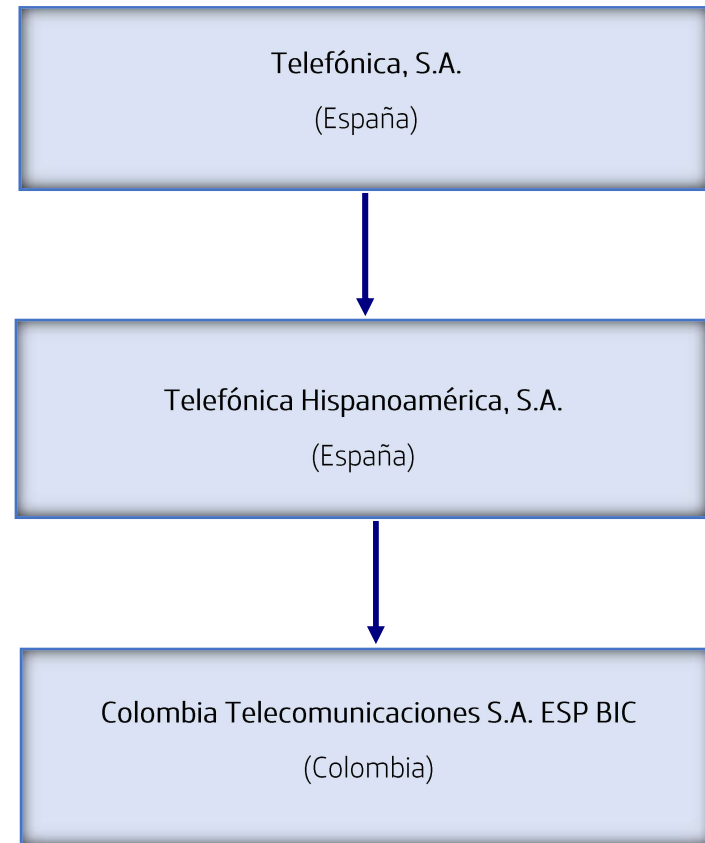 Telefónica, S.A.
(España)
Telefónica Hispanoamérica, S.A.
(España)
Colombia Telecomunicaciones S.A. ESP BIC
(Colombia)